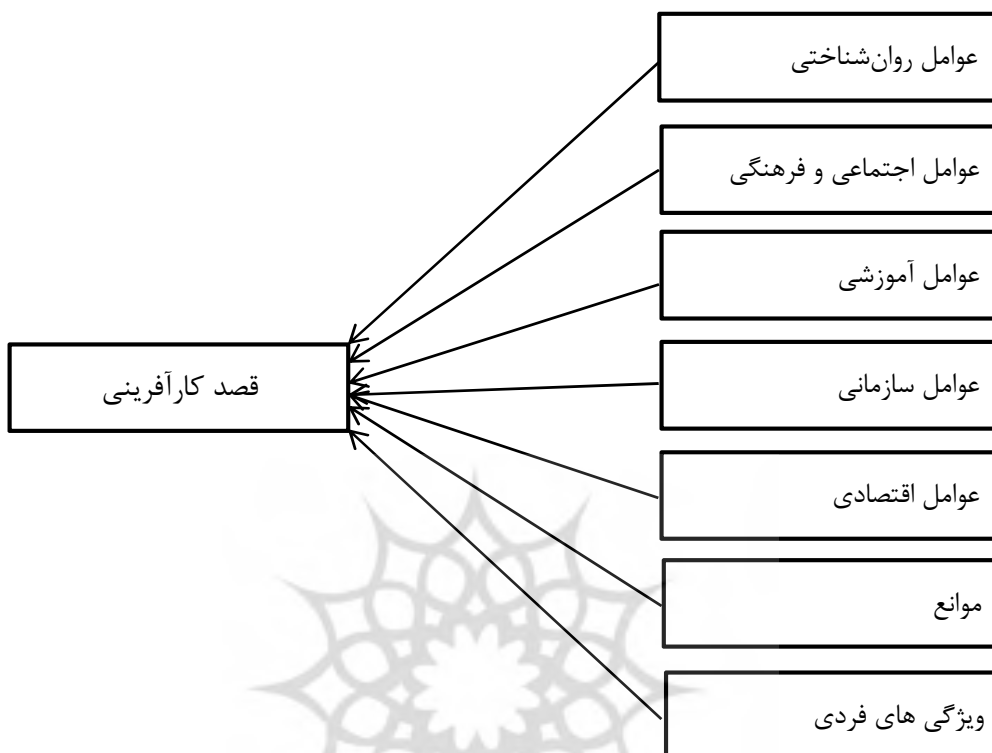 عوامل روان‌شناختی
عوامل اجتماعی و فرهنگی
عوامل آموزشی
عوامل سازمانی
قصد کارآفرینی
عوامل اقتصادی
موانع
ویژگی های فردی